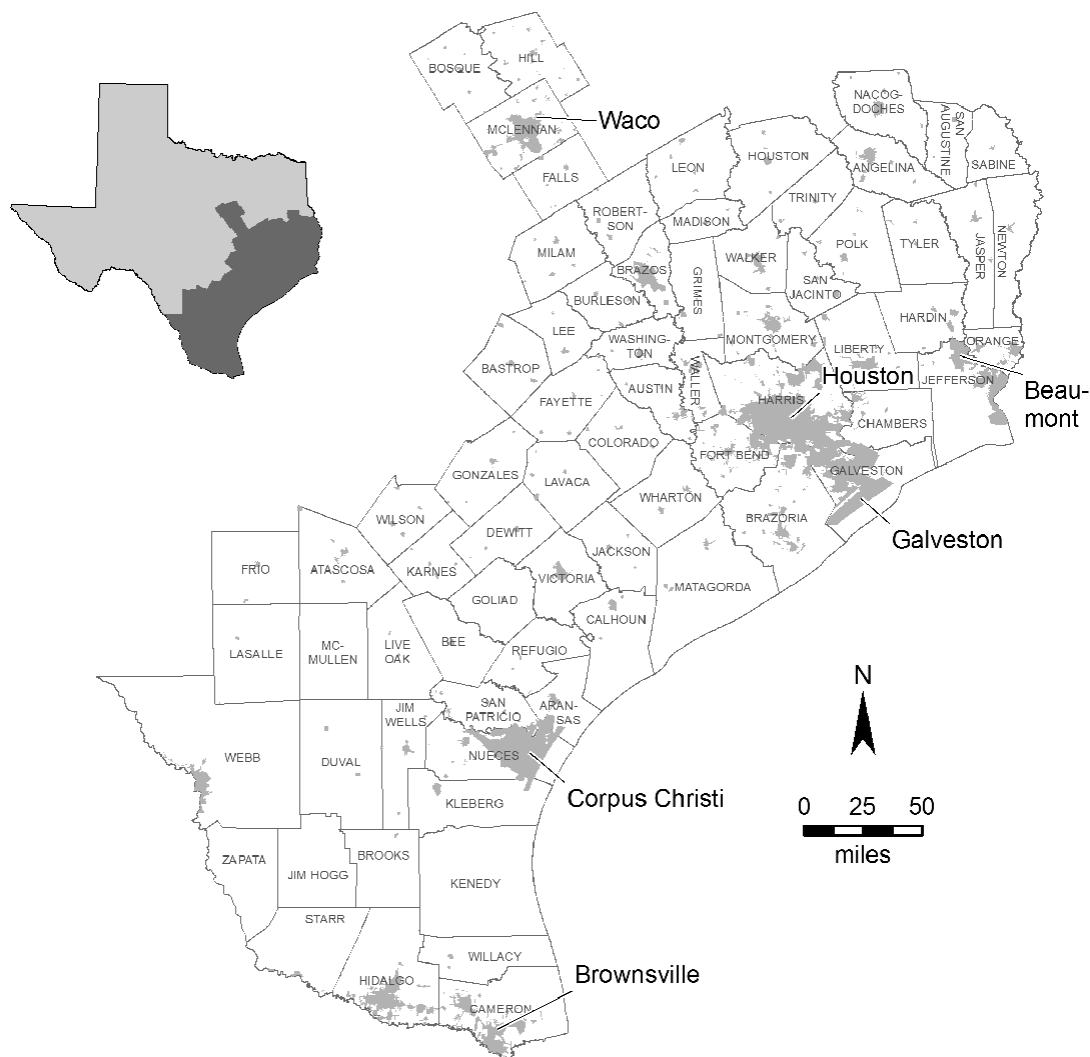 HILL
BOSQUE
NACOG-
DOCHES
SAN
AUGUSTINE
Waco
MCLENNAN
HOUSTON
LEON
ANGELINA
SABINE
FALLS
TRINITY
ROBERT-
SON
MADISON
MILAM
POLK
TYLER
JASPER
NEWTON
BRAZOS
WALKER
GRIMES
SAN
JACINTO
BURLESON
HARDIN
LEE
WASHING-
TON
MONTGOMERY
LIBERTY
ORANGE
BASTROP
WALLER
Houston
JEFFERSON
Beau-
mont
AUSTIN
FAYETTE
HARRIS
CHAMBERS
COLORADO
FORT BEND
GALVESTON
GONZALES
LAVACA
WHARTON
WILSON
BRAZORIA
DEWITT
Galveston
JACKSON
FRIO
ATASCOSA
KARNES
VICTORIA
MATAGORDA
GOLIAD
CALHOUN
LASALLE
MC-
MULLEN
LIVE
OAK
BEE
REFUGIO
N
JIM
WELLS
SAN
PATRICIO
ARAN-
SAS
WEBB
DUVAL
NUECES
Corpus Christi
KLEBERG
0 25 50
miles
ZAPATA
JIM HOGG
BROOKS
KENEDY
STARR
WILLACY
Brownsville
HIDALGO
CAMERON